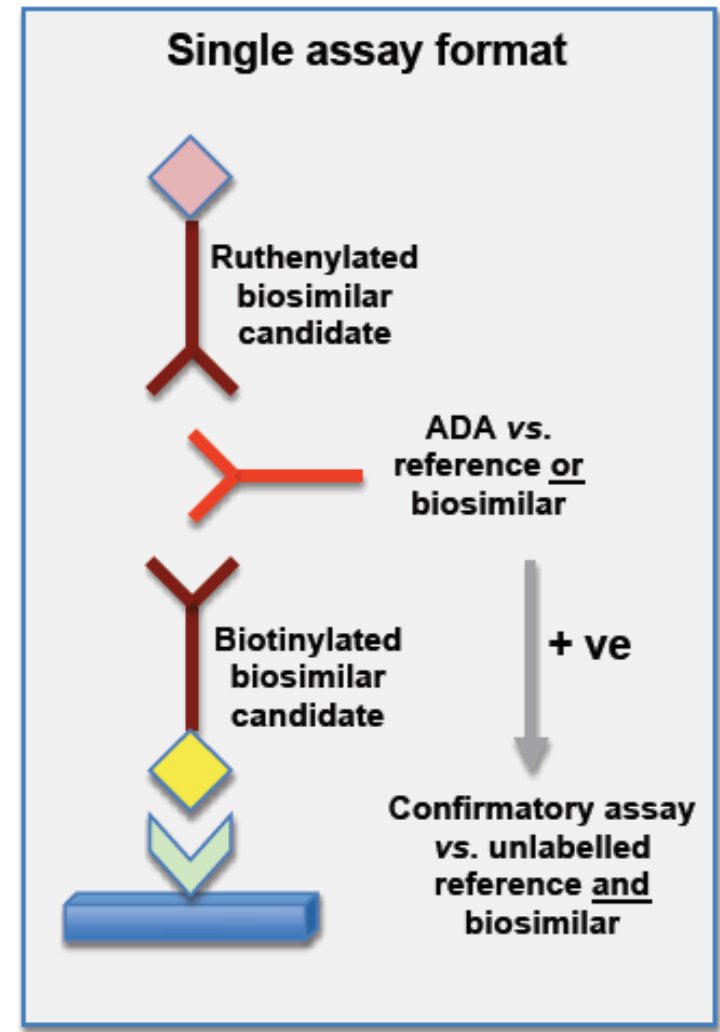 Single assay format
Ruthenylated
biosimilar
candidate
ADA vs.
reference or
biosimilar
+ ve
Biotinylated
biosimilar
candidate
Confirmatory assay
vs. unlabelled
reference and
biosimilar